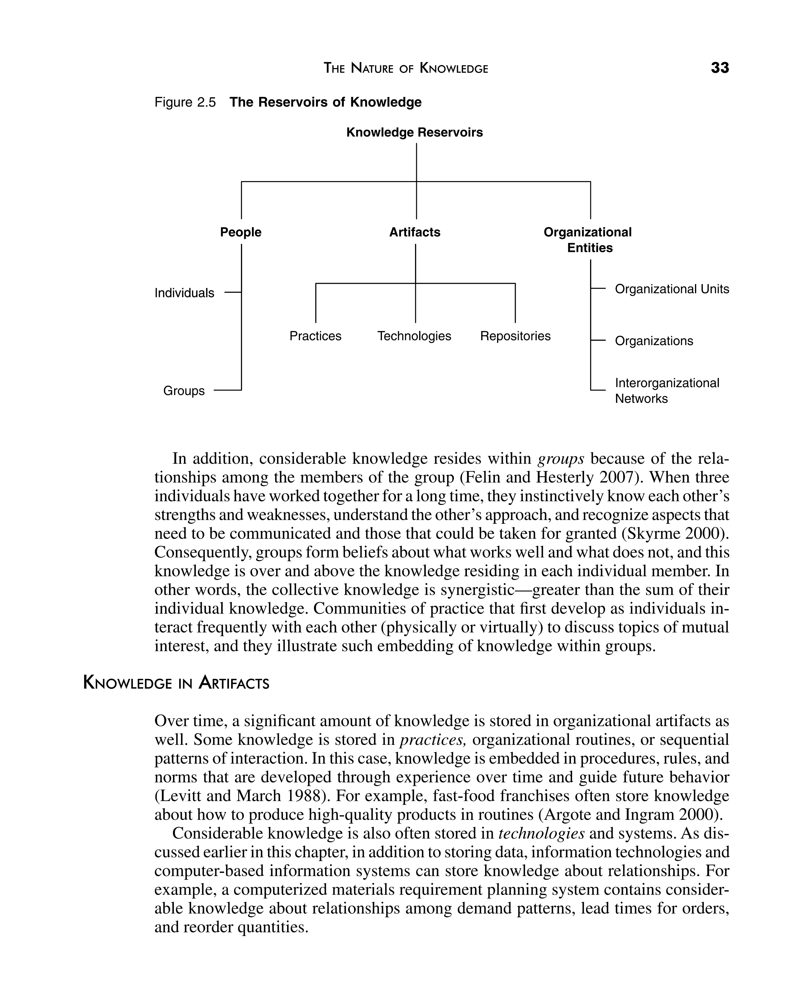 THE NATURE OF KNOWLEDGE 33
Figure 2.5 The Reservoirs of Knowledge
Knowledge Reservoirs
People Artifacts Organizational
Entities
Individuals
Groups
Practices Technologies Repositories
Organizational Units
Organizations
Interorganizational
Networks
In addition, considerable knowledge resides within groups because of the rela-
tionships among the members of the group (Felin and Hesterly 2007). When three
individuals have worked together for a long time, they instinctively know each other’s
strengths and weaknesses, understand the other’s approach, and recognize aspects that
need to be communicated and those that could be taken for granted (Skyrme 2000).
Consequently, groups form beliefs about what works well and what does not, and this
knowledge is over and above the knowledge residing in each individual member. In
other words, the collective knowledge is synergistic—greater than the sum of their
individual knowledge. Communities of practice that first develop as individuals in-
teract frequently with each other (physically or virtually) to discuss topics of mutual
interest, and they illustrate such embedding of knowledge within groups.
KNOWLEDGE IN ARTIFACTS
Over time, a significant amount of knowledge is stored in organizational artifacts as
well. Some knowledge is stored in practices, organizational routines, or sequential
patterns of interaction. In this case, knowledge is embedded in procedures, rules, and
norms that are developed through experience over time and guide future behavior
(Levitt and March 1988). For example, fast-food franchises often store knowledge
about how to produce high-quality products in routines (Argote and Ingram 2000).
Considerable knowledge is also often stored in technologies and systems. As dis-
cussed earlier in this chapter, in addition to storing data, information technologies and
computer-based information systems can store knowledge about relationships. For
example, a computerized materials requirement planning system contains consider-
able knowledge about relationships among demand patterns, lead times for orders,
and reorder quantities.